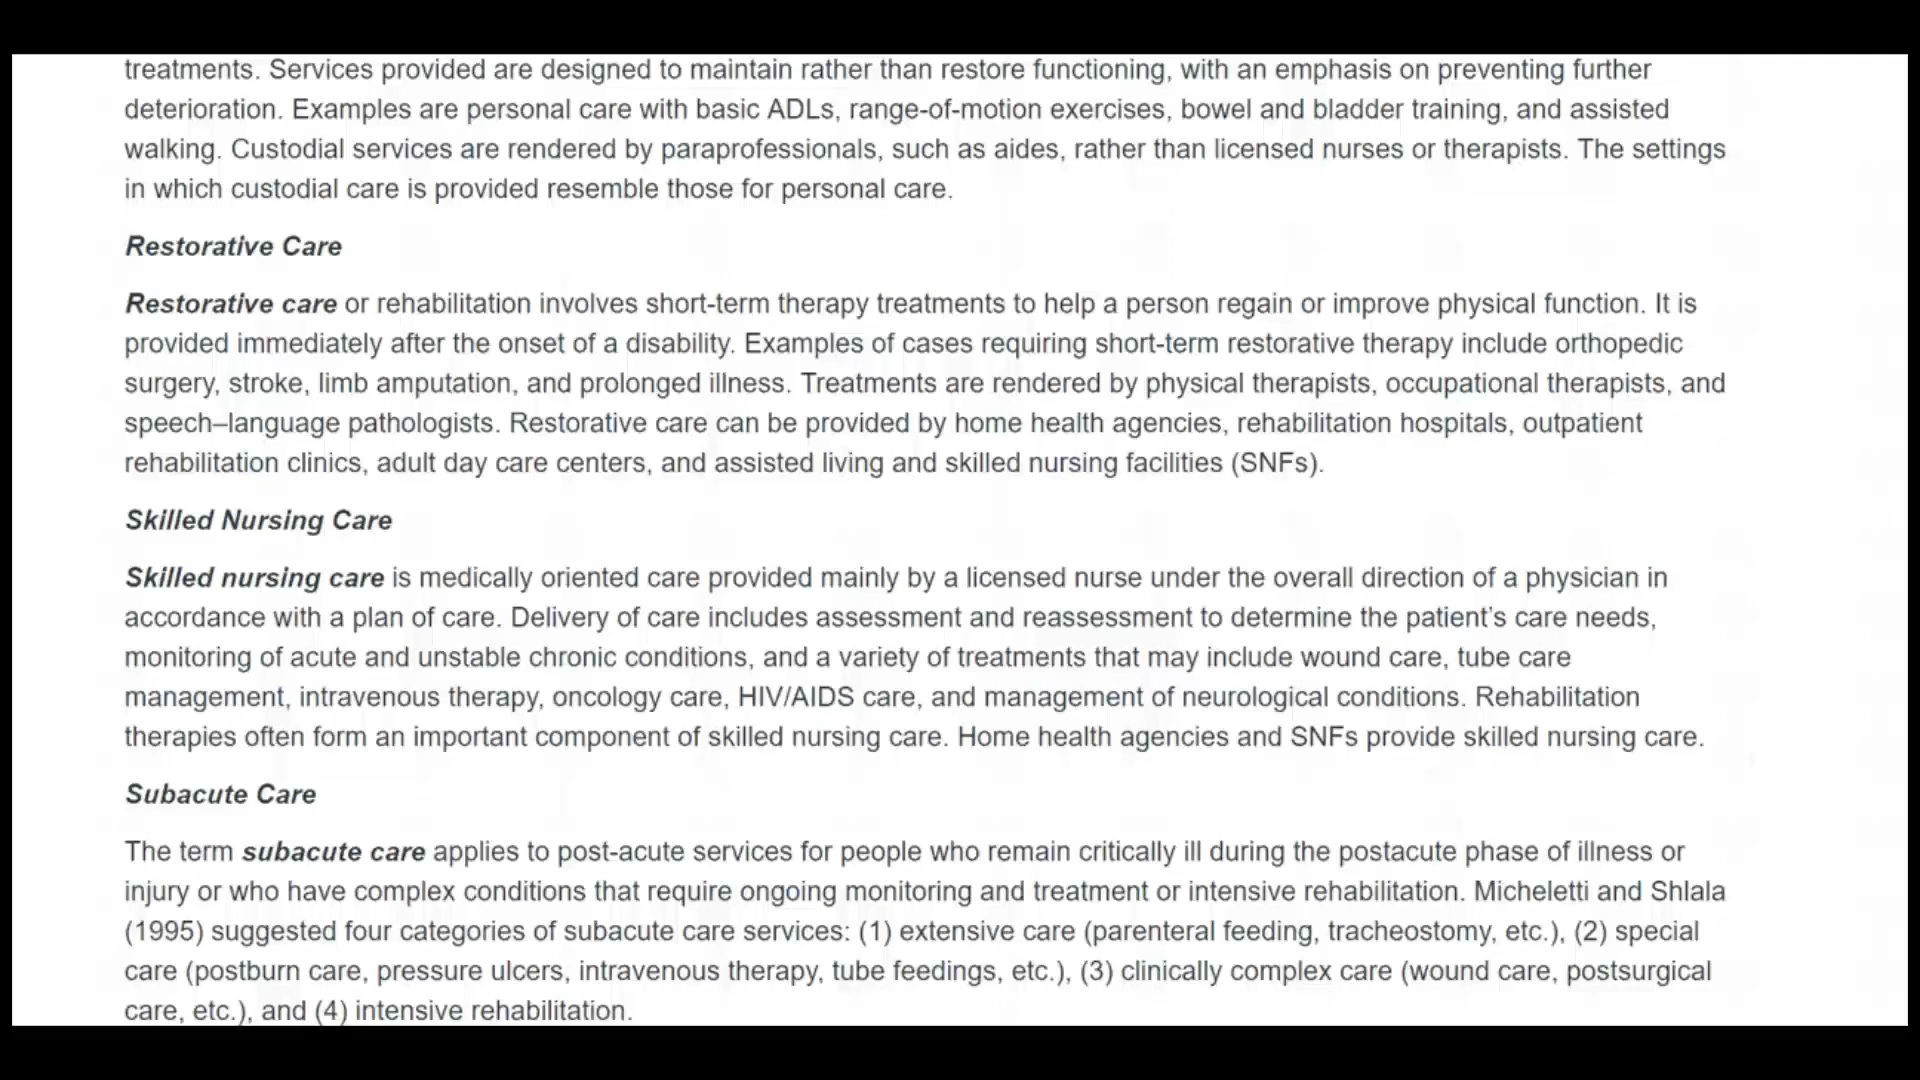 treatments. Services provided are designed to maintain rather than restore functioning, with an emphasis on preventing further
deterioration. Examples are personal care with basic ADLs, range-of-motion exercises, bowel and bladder training, and assisted
walking. Custodial services are rendered by paraprofessionals, such as aides, rather than licensed nurses or therapists. The settings
in which custodial care is provided resemble those for personal care.
Restorative Care
Restorative care or rehabilitation involves short-term therapy treatments to help a person regain or improve physical function. It is
provided immediately after the onset of a disability. Examples of cases requiring short-term restorative therapy include orthopedic
surgery, stroke, limb amputation, and prolonged illness. Treatments are rendered by physical therapists, occupational therapists, and
speech–language pathologists. Restorative care can be provided by home health agencies, rehabilitation hospitals, outpatient
rehabilitation clinics, adult day care centers, and assisted living and skilled nursing facilities (SNFs).
Skilled Nursing Care
Skilled nursing care is medically oriented care provided mainly by a licensed nurse under the overall direction of a physician in
accordance with a plan of care. Delivery of care includes assessment and reassessment to determine the patient’s care needs,
monitoring of acute and unstable chronic conditions, and a variety of treatments that may include wound care, tube care
management, intravenous therapy, oncology care, HIV/AIDS care, and management of neurological conditions. Rehabilitation
therapies often form an important component of skilled nursing care. Home health agencies and SNFs provide skilled nursing care.
Subacute Care
The term subacute care applies to post-acute services for people who remain critically ill during the postacute phase of illness or
injury or who have complex conditions that require ongoing monitoring and treatment or intensive rehabilitation. Micheletti and Shlala
(1995) suggested four categories of subacute care services: (1) extensive care (parenteral feeding, tracheostomy, etc.), (2) special
care (postburn care, pressure ulcers, intravenous therapy, tube feedings, etc.), (3) clinically complex care (wound care, postsurgical
care, etc.), and (4) intensive rehabilitation.